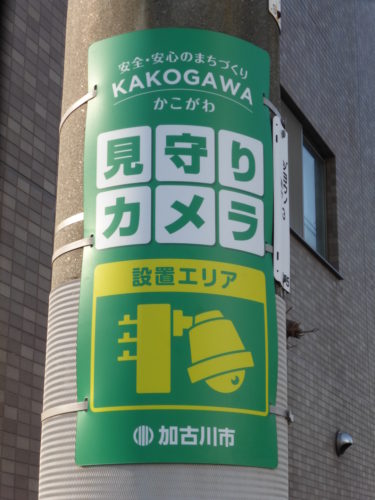 安全・安心のまちづくり
KAKOGAWA
かこがわ
見守り
カメラ
設置エリア
加古川市